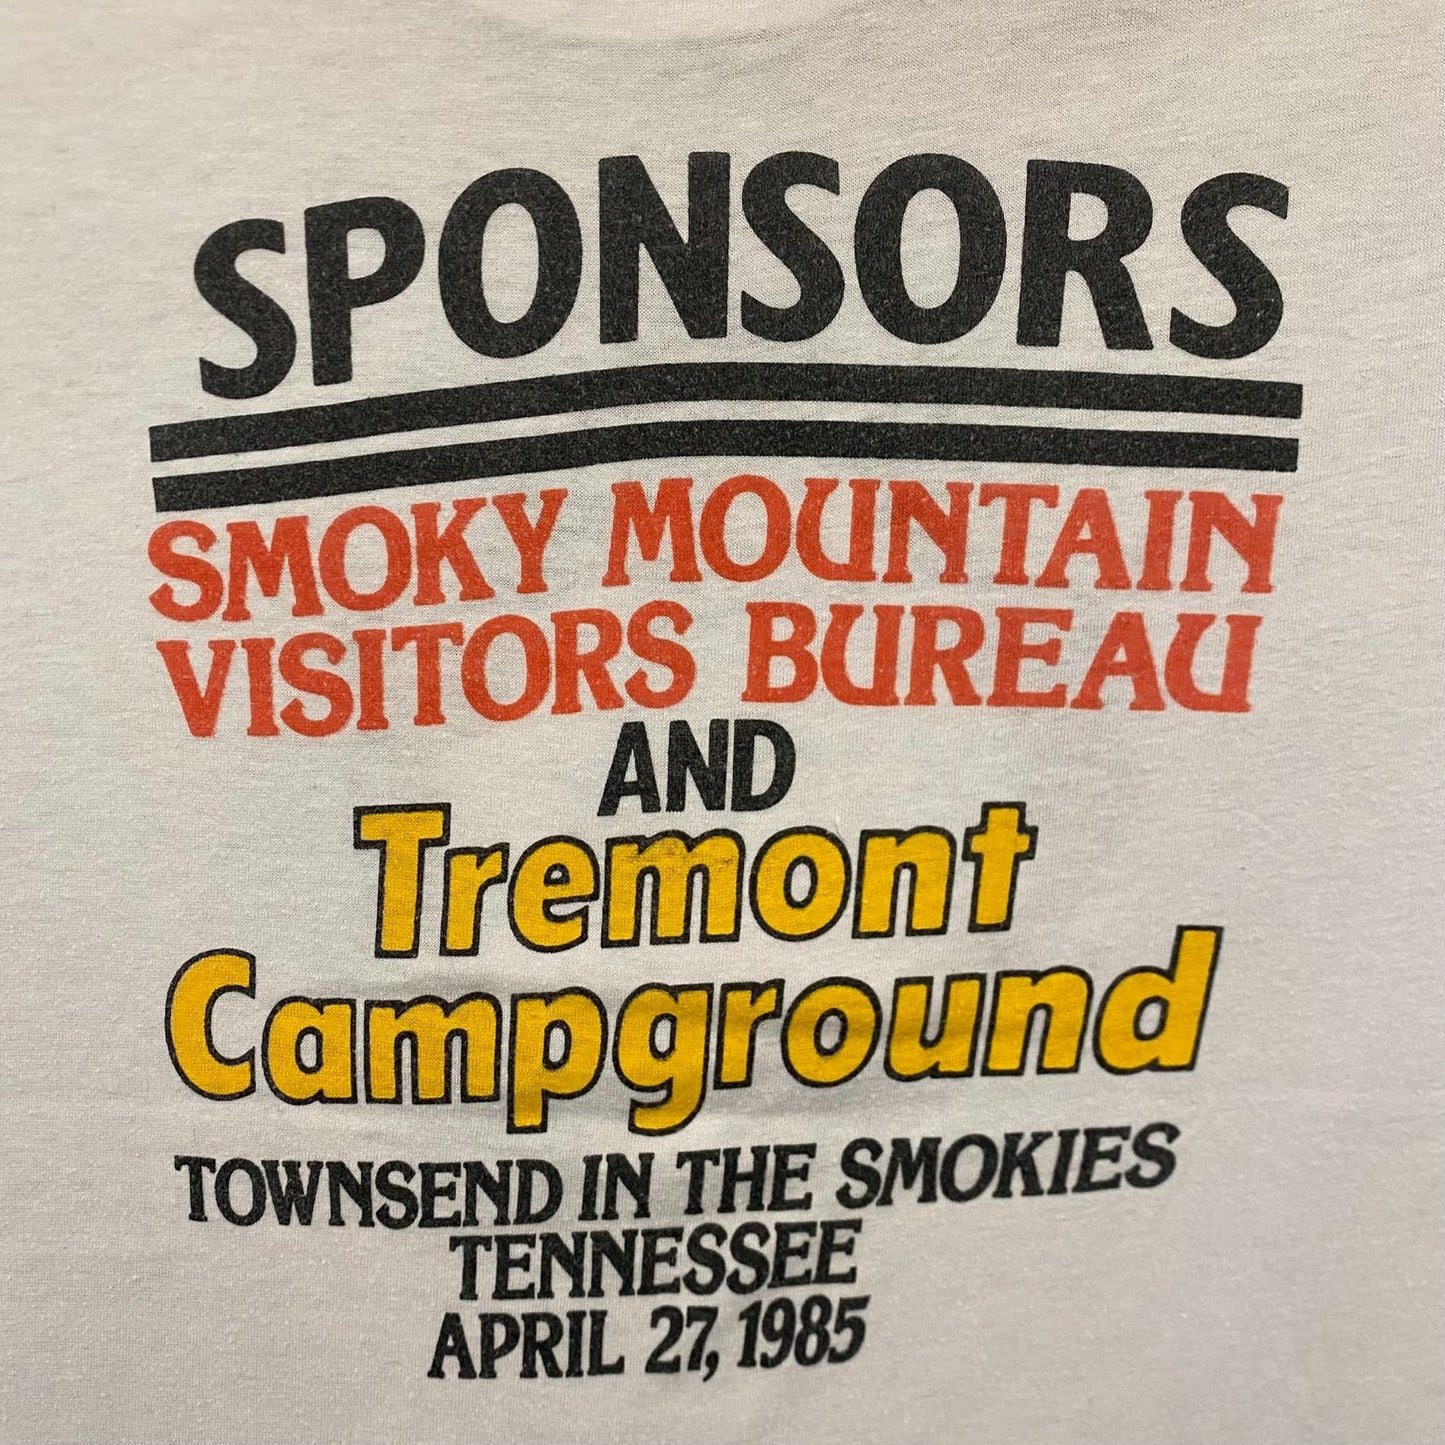 SPONSORS
SMOKY MOUNTAIN
VISITORS BUREAU
AND
Tremont
Campground
TOWNSEND IN THE SMOKIES
TENNESSEE
APRIL 27, 1985